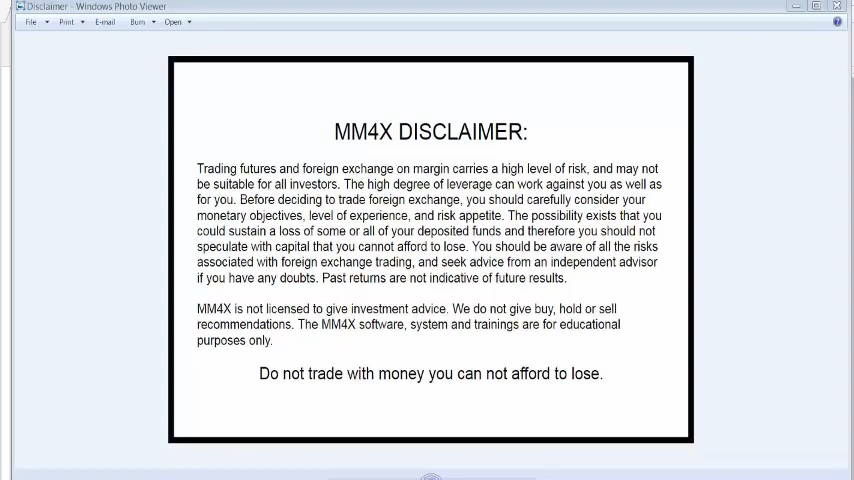 Disclaimer - Windows Photo Viewer
File Print E-mail Burn Open
MM4X DISCLAIMER:
Trading futures and foreign exchange on margin carries a high level of risk, and may not
be suitable for all investors. The high degree of leverage can work against you as well as
for you. Before deciding to trade foreign exchange, you should carefully consider your
monetary objectives, level of experience, and risk appetite. The possibility exists that you
could sustain a loss of some or all of your deposited funds and therefore you should not
speculate with capital that you cannot afford to lose. You should be aware of all the risks
associated with foreign exchange trading, and seek advice from an independent advisor
if you have any doubts. Past returns are not indicative of future results.
MM4X is not licensed to give investment advice. We do not give buy, hold or sell
recommendations. The MM4X software, system and trainings are for educational
purposes only.
Do not trade with money you can not afford to lose.